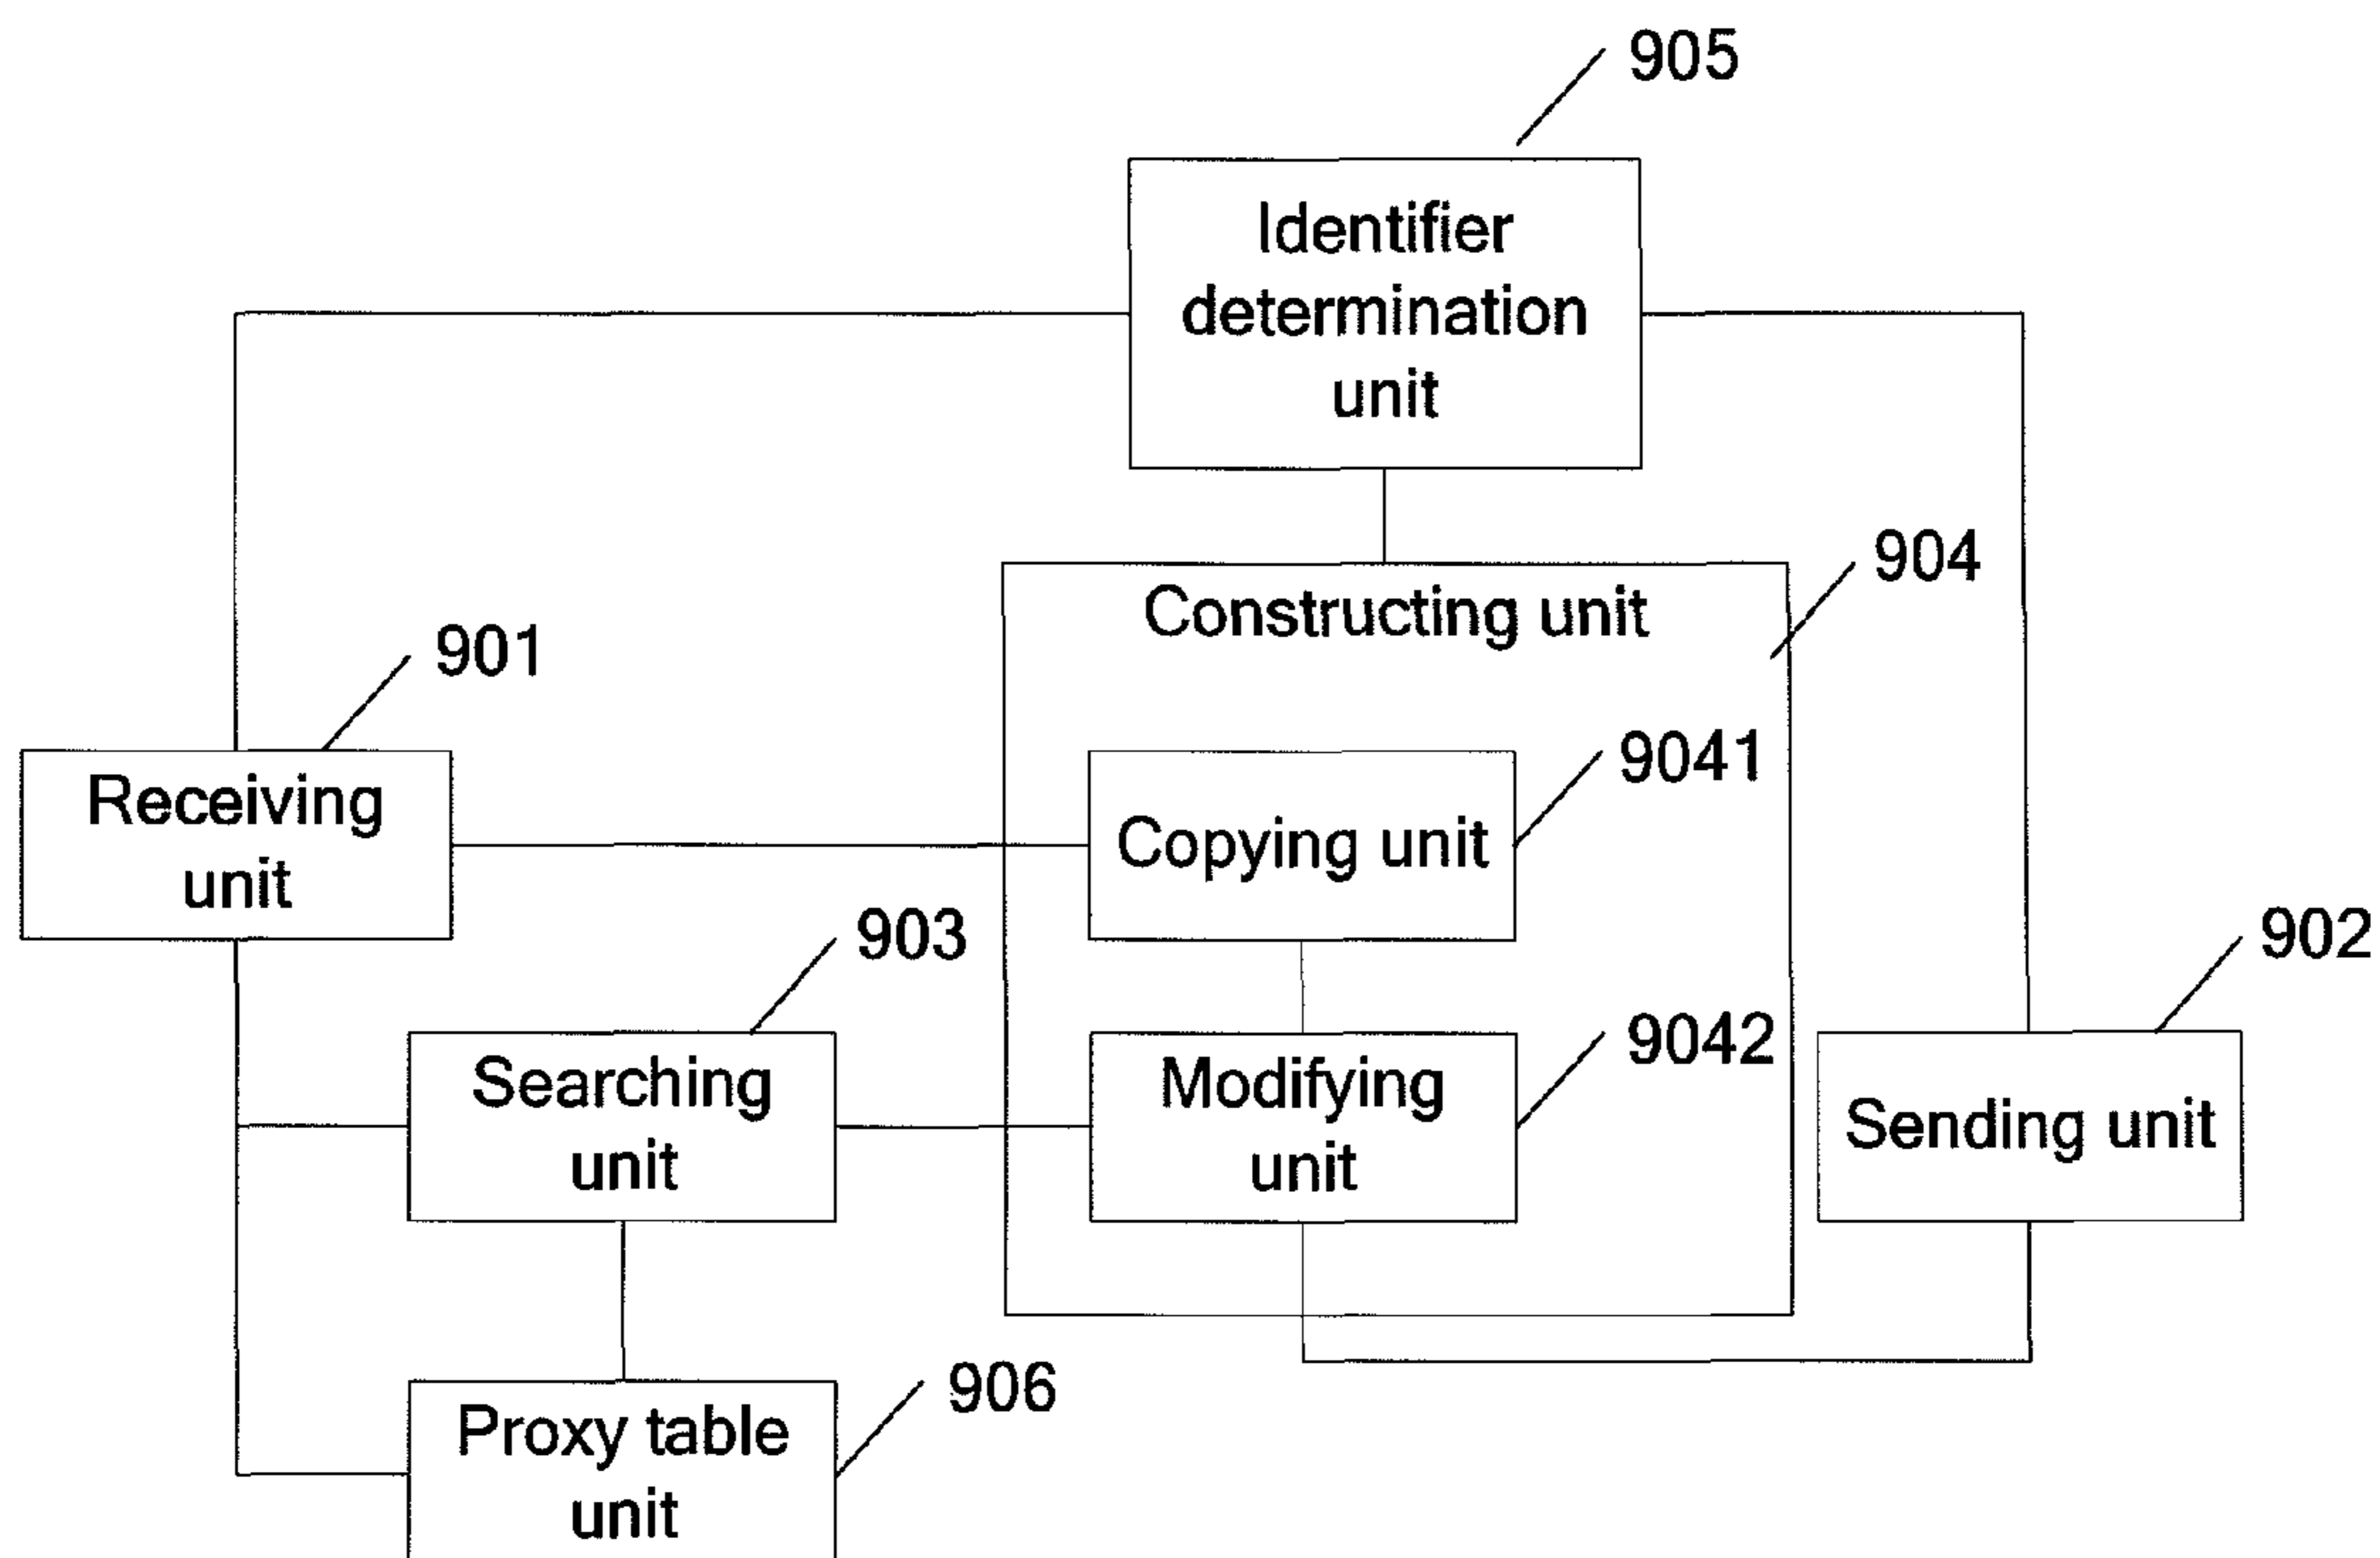 905
Identifier
determination
unit
904
Constructing unit
901
Receiving
unit
9041
Copying unit
903
902
Searching
unit
9042
Modifying
unit
Sending unit
906
Proxy table
unit